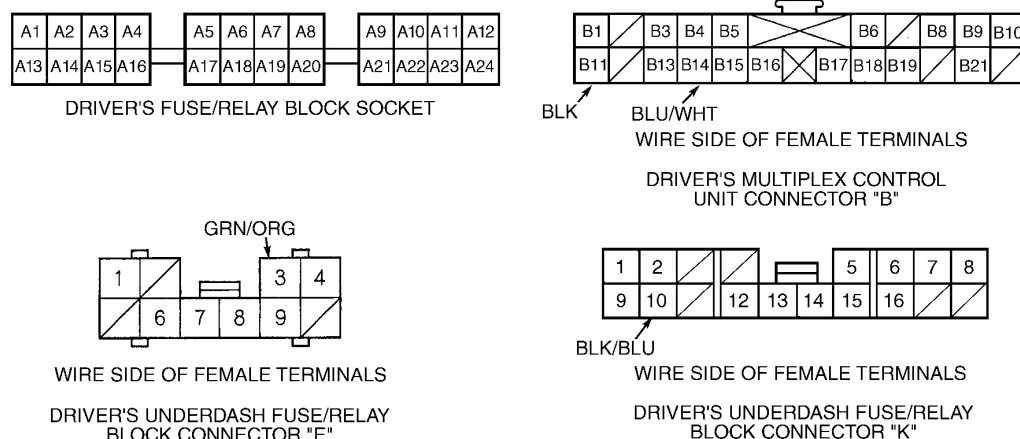 A1 A2 A3 A4 A5 A6 A7 A8 A9 A10 A11 A12
A13 A14 A15 A16 A17 A18 A19 A20 A21 A22 A23 A24
DRIVER'S FUSE/RELAY BLOCK SOCKET
B1 B3 B4 B5 B6 B8 B9 B10
B11 B13 B14 B15 B16 B17 B18 B19 B21
BLK BLU/WHT
WIRE SIDE OF FEMALE TERMINALS
DRIVER'S MULTIPLEX CONTROL
UNIT CONNECTOR "B"
GRN/ORG
1 3 4
6 7 8 9
WIRE SIDE OF FEMALE TERMINALS
DRIVER'S UNDERDASH FUSE/RELAY
BLOCK CONNECTOR "F"
1 2 5 6 7 8
9 10 12 13 14 15 16
BLK/BLU
WIRE SIDE OF FEMALE TERMINALS
DRIVER'S UNDERDASH FUSE/RELAY
BLOCK CONNECTOR "K"